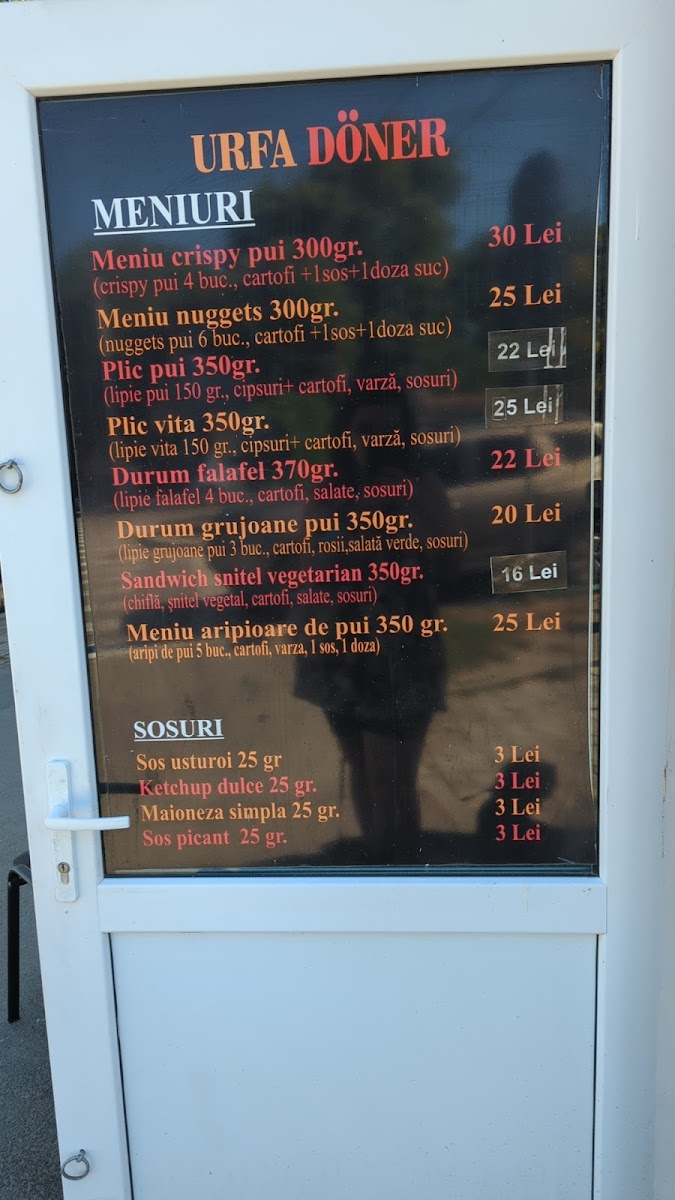 URFA DÖNER
MENIURI
Meniu crispy pui 300gr. 30 Lei
(crispy pui 4 buc., cartofi +1sos+1doza suc)
Meniu nuggets 300gr. 25 Lei
(nuggets pui 6 buc., cartofi +1sos+1doza suc)
Plic pui 350gr. 22 Lei
(lipie pui 150 gr., cipsuri+ cartofi, varză, sosuri)
Plic vita 350gr. 25 Lei
(lipie vita 150 gr., cipsuri+ cartofi, varză, sosuri)
Durum falafel 370gr. 22 Lei
(lipie falafel 4 buc., cartofi, salate, sosuri)
Durum grujoane pui 350gr. 20 Lei
(lipie grujoane pui 3 buc., cartofi, rosii,salată verde, sosuri)
Sandwich snitel vegetarian 350gr. 16 Lei
(chiflă, şnitel vegetal, cartofi, salate, sosuri)
Meniu aripioare de pui 350 gr. 25 Lei
(aripi de pui 5 buc., cartofi, varza, 1 sos, 1 doza)
SOSURI
Sos usturoi 25 gr 3 Lei
Ketchup dulce 25 gr. 3 Lei
Maioneza simpla 25 gr. 3 Lei
Sos picant 25 gr. 3 Lei